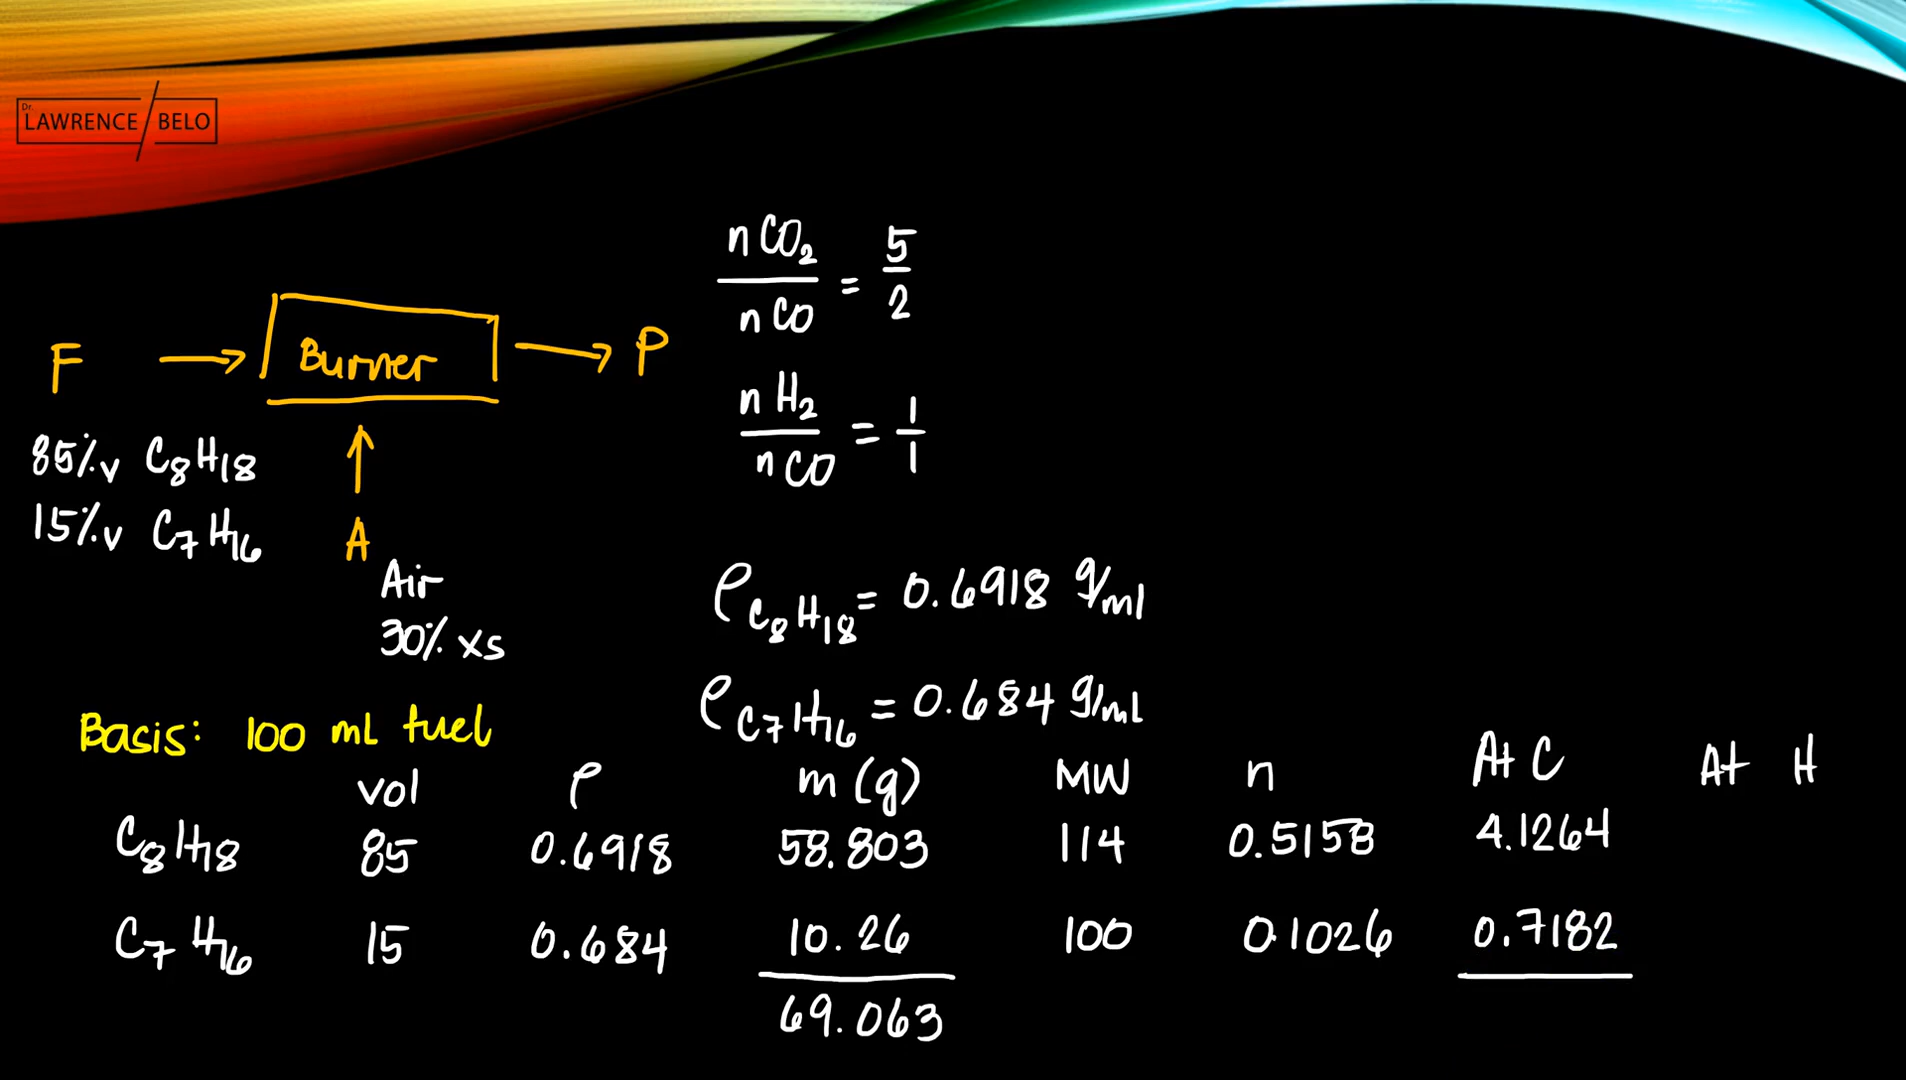 Dr.
LAWRENCE / BELO
nCO₂ / nCO = 5/2
F → Burner → P
nH₂ / nCO = 1/1
85%v C₈H₁₈
15%v C₇H₁₆
A
Air
30% xs
ρ C₈H₁₈ = 0.6918 g/ml
ρ C₇H₁₆ = 0.684 g/mL
Basis: 100 mL fuel
vol ρ m (g) MW n At C At H
C₈H₁₈ 85 0.6918 58.803 114 0.5158 4.1264
C₇H₁₆ 15 0.684 10.26 100 0.1026 0.7182
69.063